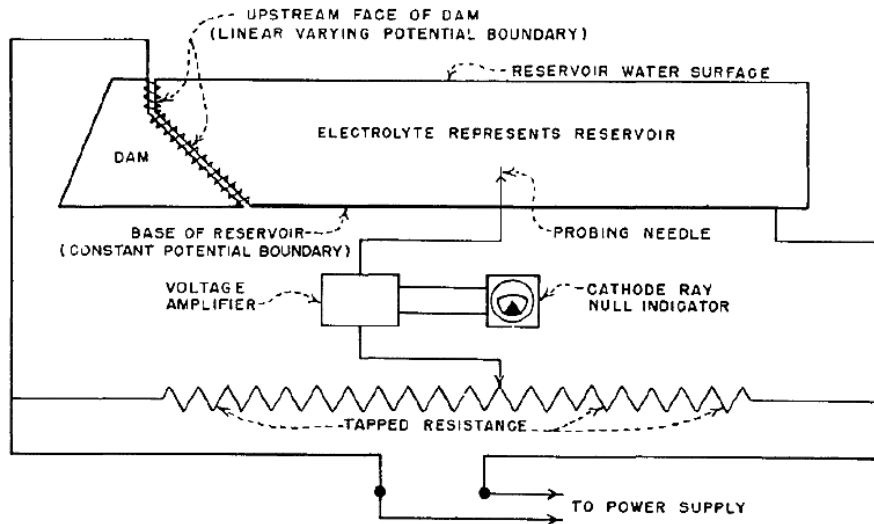 UPSTREAM FACE OF DAM
(LINEAR VARYING POTENTIAL BOUNDARY)
RESERVOIR WATER SURFACE
ELECTROLYTE REPRESENTS RESERVOIR
DAM
BASE OF RESERVOIR
(CONSTANT POTENTIAL BOUNDARY)
PROBING NEEDLE
VOLTAGE
AMPLIFIER
CATHODE RAY
NULL INDICATOR
TAPPED RESISTANCE
TO POWER SUPPLY